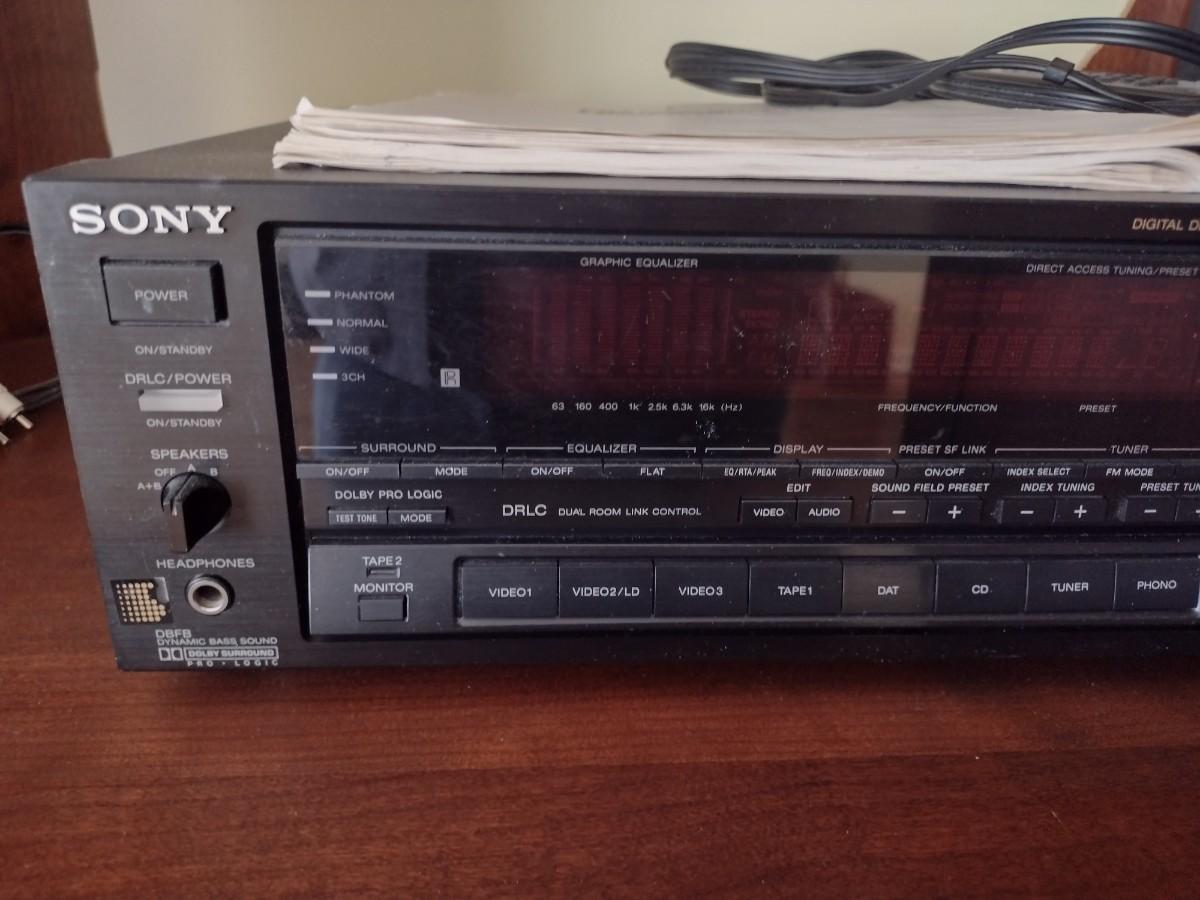 SONY
DIGITAL
POWER
ON/STANDBY
DRLC/POWER
ON/STANDBY
SPEAKERS
OFF A B
A+B
HEADPHONES
DBFB
DYNAMIC BASS SOUND
DOLBY SURROUND
PRO • LOGIC
GRAPHIC EQUALIZER
DIRECT ACCESS TUNING/PRESET
PHANTOM
NORMAL
WIDE
3CH
R
63 160 400 1k 2.5k 6.3k 16k (Hz)
FREQUENCY/FUNCTION
PRESET
SURROUND EQUALIZER DISPLAY PRESET SF LINK TUNER
ON/OFF MODE ON/OFF FLAT EQ/RTA/PEAK FREQ/INDEX/DEMO ON/OFF INDEX SELECT FM MODE
DOLBY PRO LOGIC EDIT SOUND FIELD PRESET INDEX TUNING PRESET TUN
TEST TONE MODE DRLC DUAL ROOM LINK CONTROL VIDEO AUDIO − + − + −
TAPE 2
MONITOR
VIDEO1 VIDEO2/LD VIDEO3 TAPE1 DAT CD TUNER PHONO